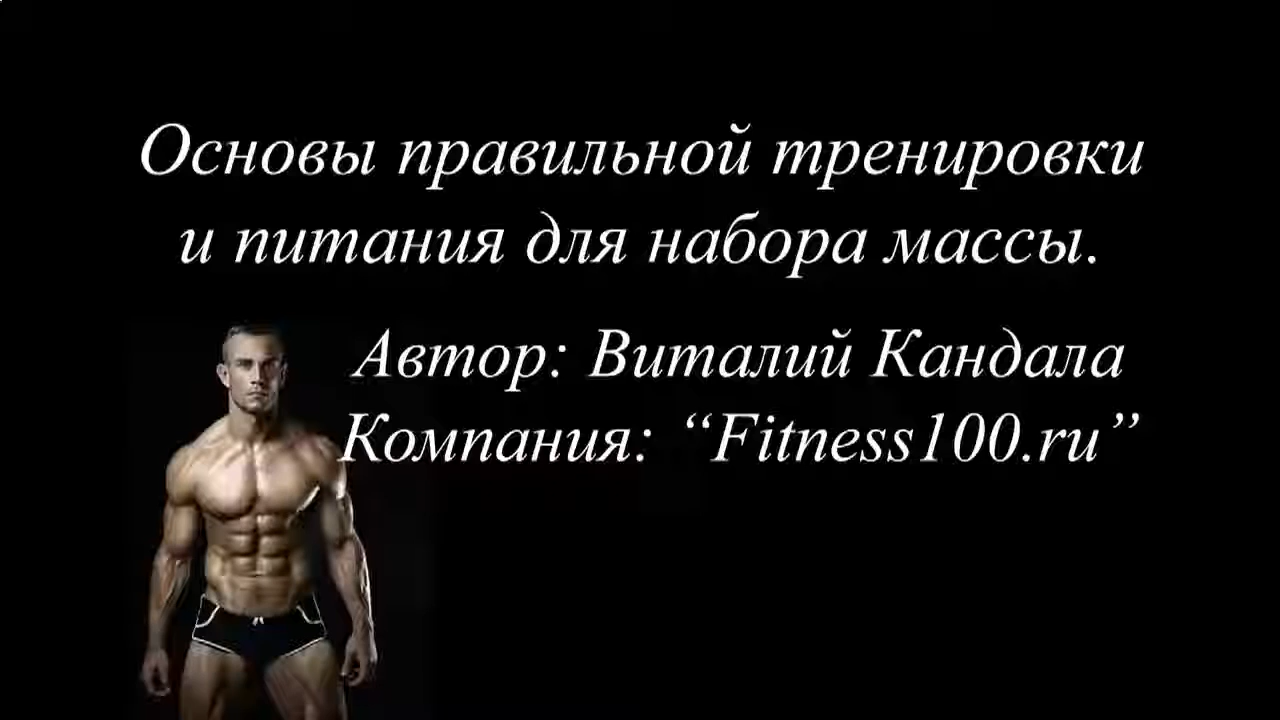 Основы правильной тренировки
и питания для набора массы.
Автор: Виталий Кандала
Компания: “Fitness100.ru”